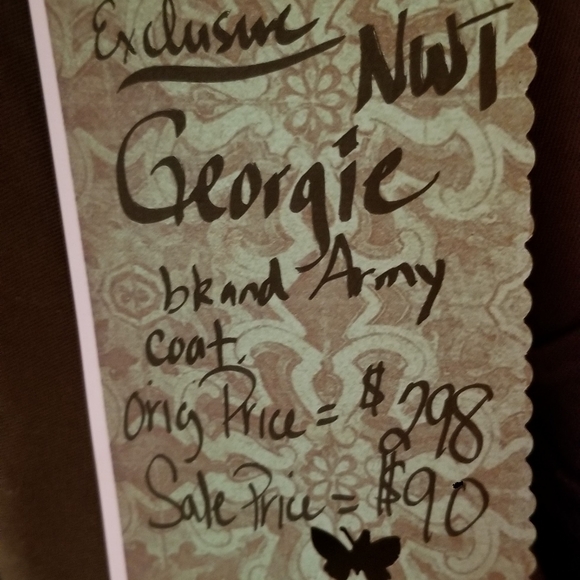 Exclusive
NWT
Georgie
brand Army
coat.
Orig Price = $298
Sale Price = $90